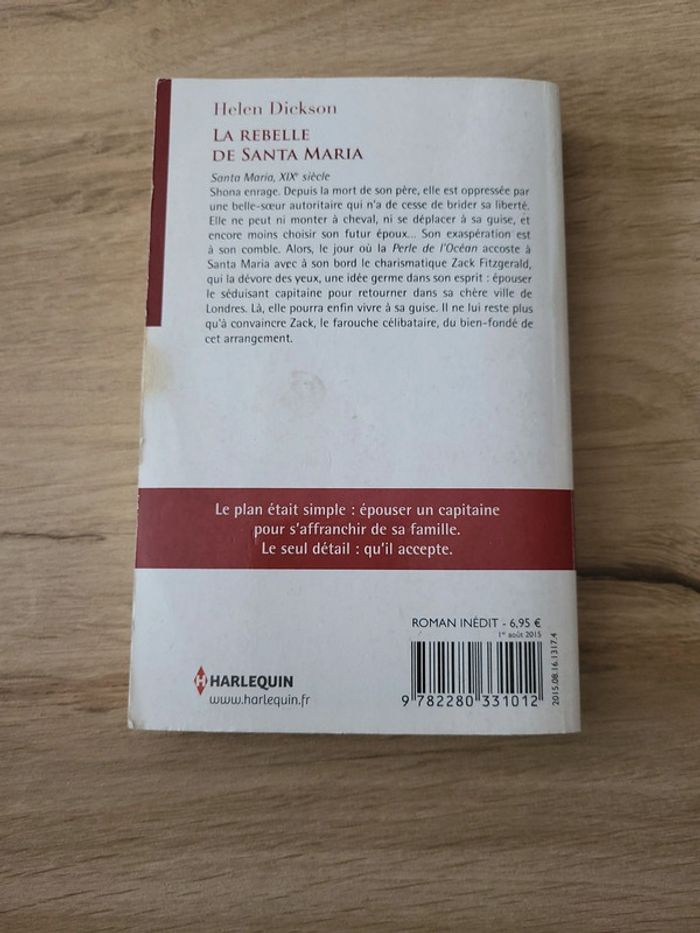 Helen Dickson
LA REBELLE
DE SANTA MARIA
Santa Maria, XIXe siècle
Shona enrage. Depuis la mort de son père, elle est oppressée par
une belle-sœur autoritaire qui n'a de cesse de brider sa liberté.
Elle ne peut ni monter à cheval, ni se déplacer à sa guise, et
encore moins choisir son futur époux... Son exaspération est
à son comble. Alors, le jour où la Perle de l'Océan accoste à
Santa Maria avec à son bord le charismatique Zack Fitzgerald,
qui la dévore des yeux, une idée germe dans son esprit : épouser
le séduisant capitaine pour retourner dans sa chère ville de
Londres. Là, elle pourra enfin vivre à sa guise. Il ne lui reste plus
qu'à convaincre Zack, le farouche célibataire, du bien-fondé de
cet arrangement.
Le plan était simple : épouser un capitaine
pour s'affranchir de sa famille.
Le seul détail : qu'il accepte.
ROMAN INÉDIT - 6,95 €
1er août 2015
2015.08.16.1317.4
9 782280 331012
H HARLEQUIN
www.harlequin.fr